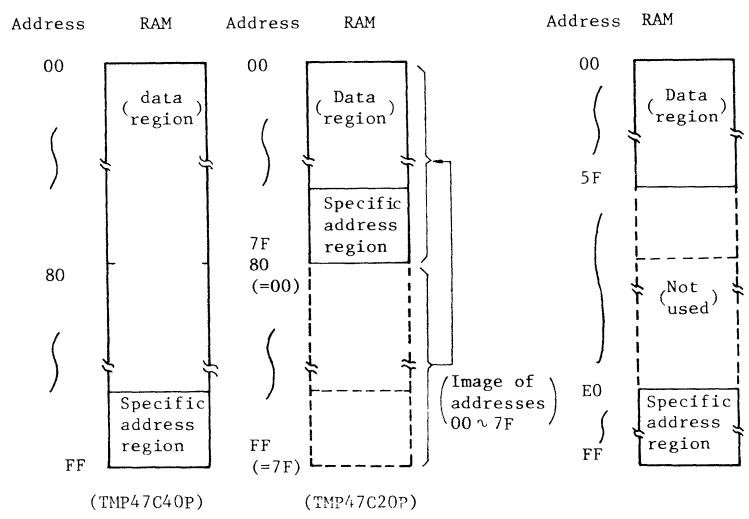 Address RAM Address RAM Address RAM
00 00 00
(data region) (Data region) (Data region)
5F
Specific address region
7F
80 80
(=00)
(Not used)
(Image of addresses 00 ~ 7F)
E0
Specific address region
Specific address region
FF FF FF
(=7F)
(TMP47C40P) (TMP47C20P)